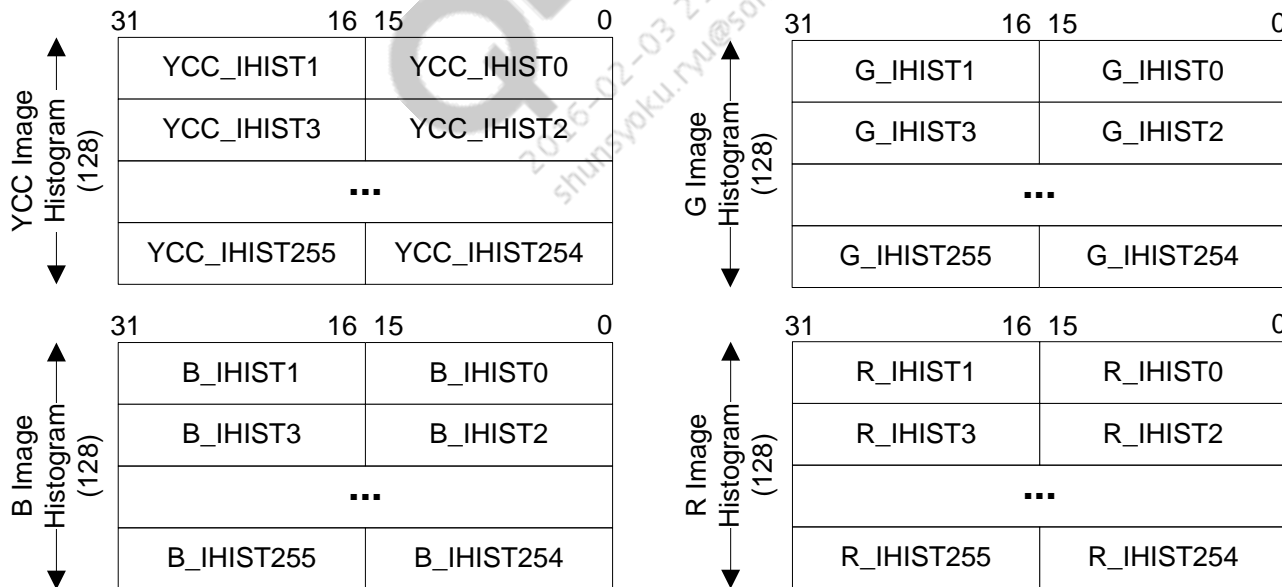 31 16 15 0
YCC Image
Histogram
(128)
YCC_IHIST1 YCC_IHIST0
YCC_IHIST3 YCC_IHIST2
...
YCC_IHIST255 YCC_IHIST254
31 16 15 0
G Image
Histogram
(128)
G_IHIST1 G_IHIST0
G_IHIST3 G_IHIST2
...
G_IHIST255 G_IHIST254
31 16 15 0
B Image
Histogram
(128)
B_IHIST1 B_IHIST0
B_IHIST3 B_IHIST2
...
B_IHIST255 B_IHIST254
31 16 15 0
R Image
Histogram
(128)
R_IHIST1 R_IHIST0
R_IHIST3 R_IHIST2
...
R_IHIST255 R_IHIST254